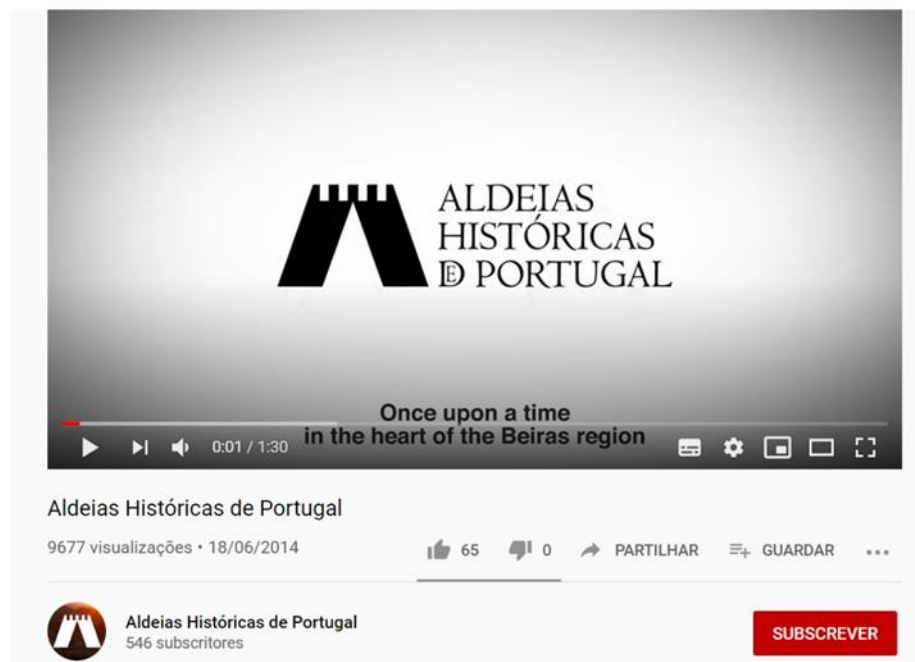 ALDEIAS
HISTÓRICAS
DE PORTUGAL
Once upon a time
in the heart of the Beiras region
0:01 / 1:30
Aldeias Históricas de Portugal
9677 visualizações • 18/06/2014
65
0
PARTILHAR
GUARDAR
Aldeias Históricas de Portugal
546 subscritores
SUBSCREVER